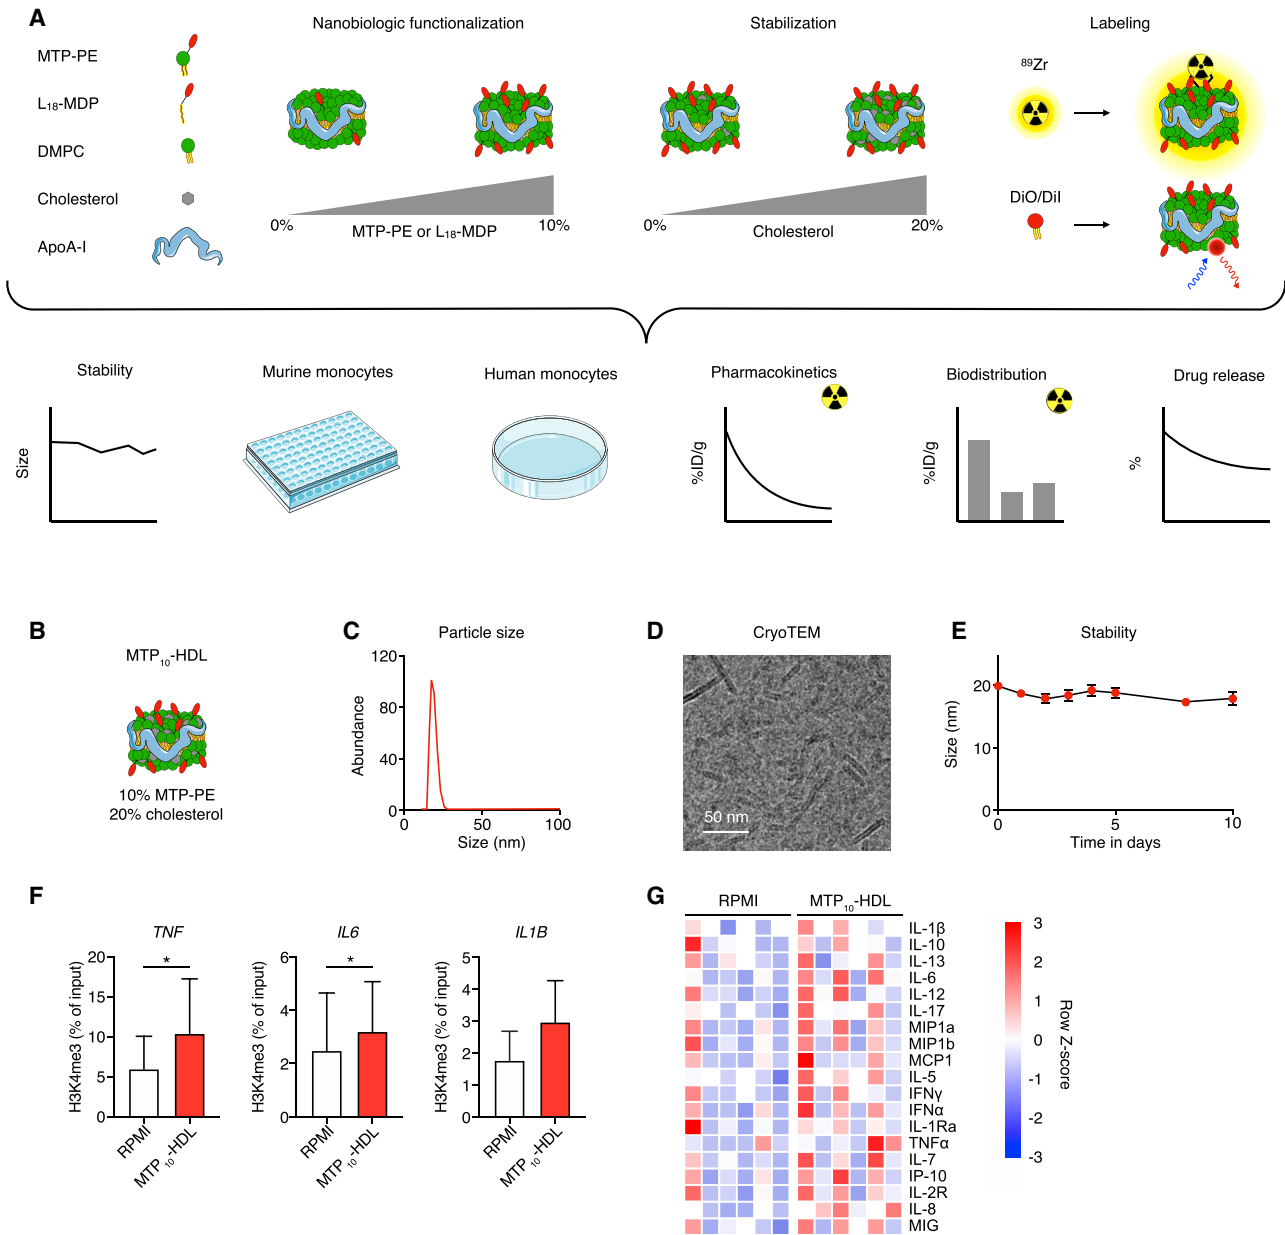 A
Nanobiologic functionalization
Stabilization
Labeling
MTP-PE
L₁₈-MDP
DMPC
Cholesterol
ApoA-I
0%
10%
MTP-PE or L₁₈-MDP
0%
20%
Cholesterol
⁸⁹Zr
DiO/DiI
Stability
Size
Murine monocytes
Human monocytes
Pharmacokinetics
%ID/g
Biodistribution
%ID/g
Drug release
%
B
MTP₁₀-HDL
10% MTP-PE
20% cholesterol
C
Particle size
Abundance
120
80
40
0
0
50
100
Size (nm)
D
CryoTEM
50 nm
E
Stability
Size (nm)
20
10
0
0
5
10
Time in days
F
TNF
H3K4me3 (% of input)
20
15
10
5
0
*
RPMI
MTP₁₀-HDL
IL6
H3K4me3 (% of input)
6
4
2
0
*
RPMI
MTP₁₀-HDL
IL1B
H3K4me3 (% of input)
5
4
3
2
1
0
RPMI
MTP₁₀-HDL
G
RPMI
MTP₁₀-HDL
IL-1β
IL-10
IL-13
IL-6
IL-12
IL-17
MIP1a
MIP1b
MCP1
IL-5
IFNγ
IFNα
IL-1Ra
TNFα
IL-7
IP-10
IL-2R
IL-8
MIG
3
2
1
0
-1
-2
-3
Row Z-score